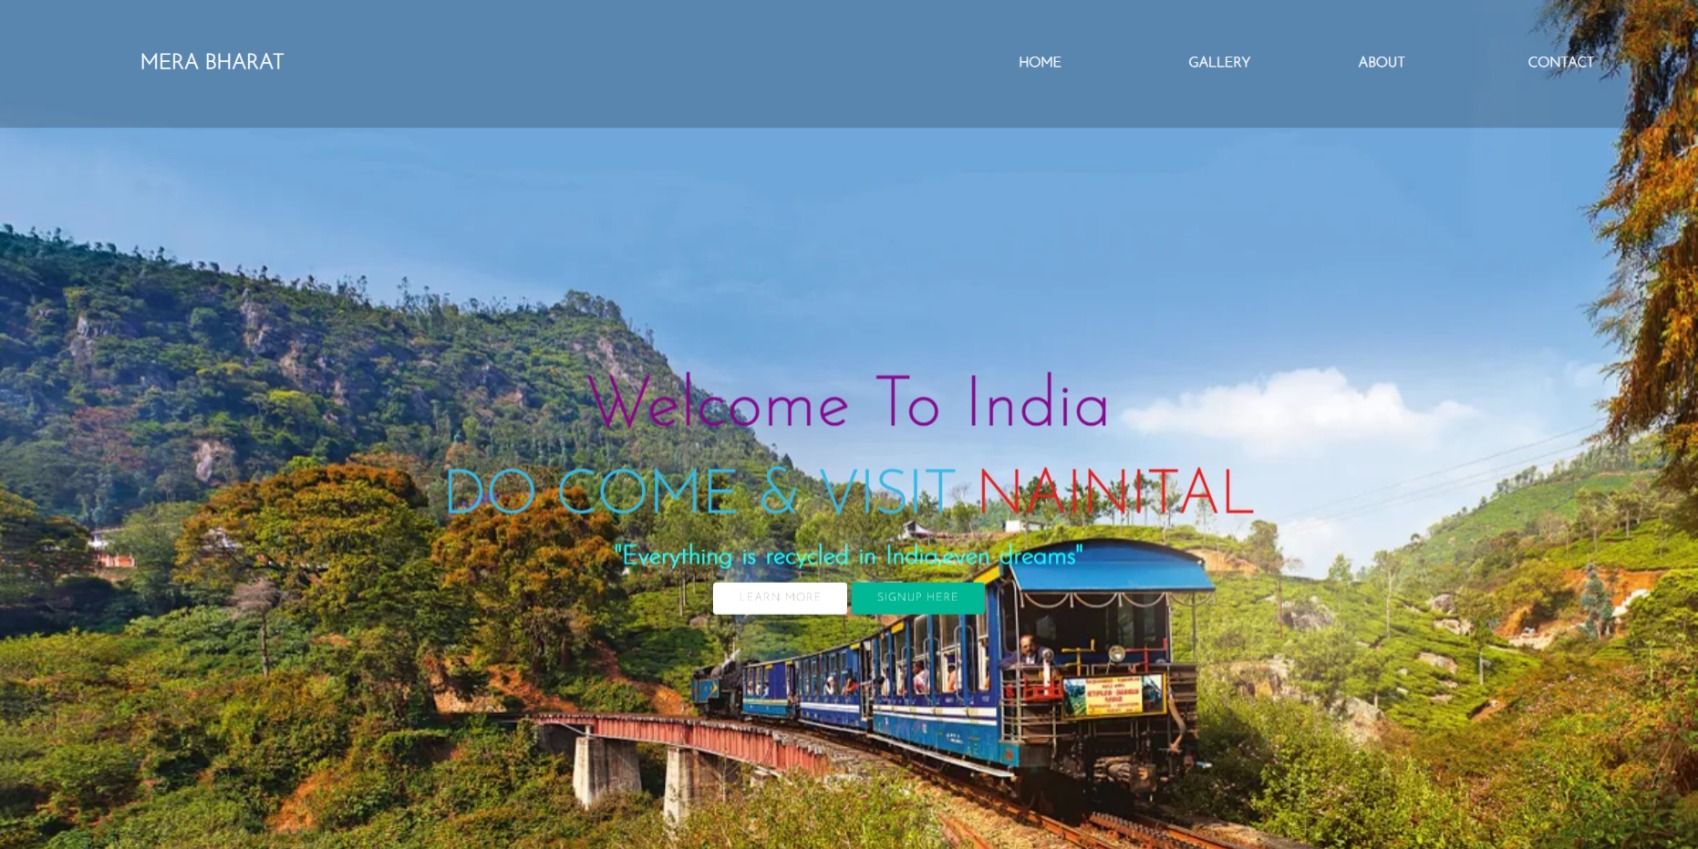 MERA BHARAT
HOME GALLERY ABOUT CONTACT
Welcome To India
DO COME & VISIT NAINITAL
"Everything is recycled in India,even dreams"
LEARN MORE SIGNUP HERE